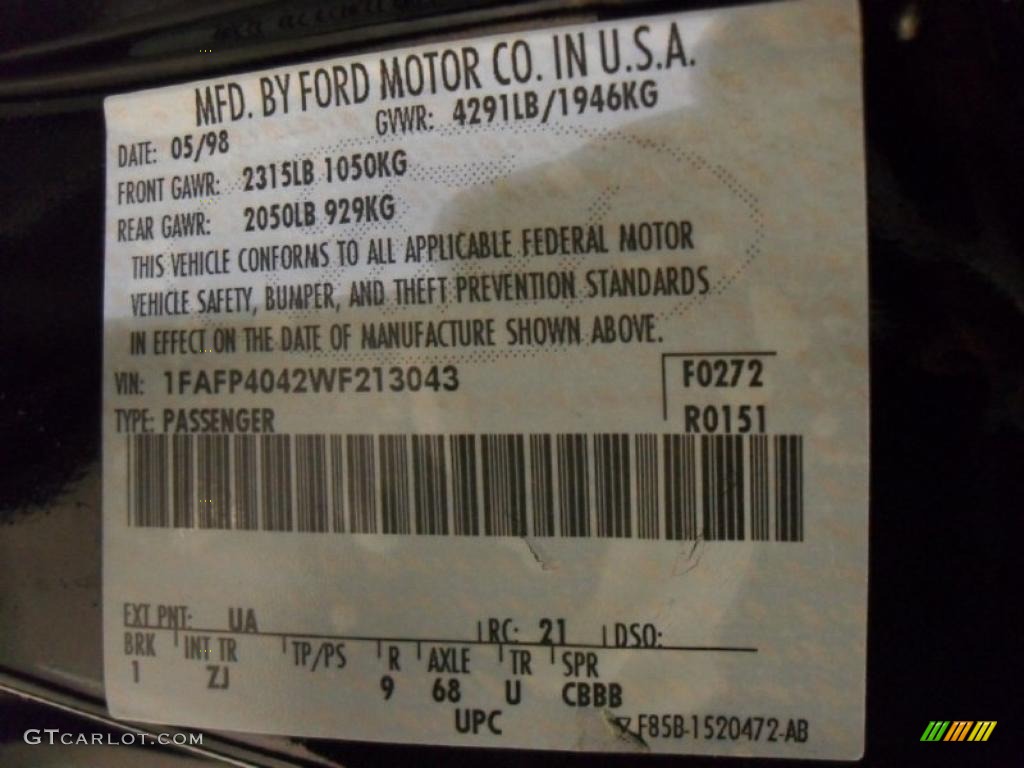 MFD. BY FORD MOTOR CO. IN U.S.A.
DATE: 05/98 GVWR: 4291LB/1946KG
FRONT GAWR: 2315LB 1050KG
REAR GAWR: 2050LB 929KG
THIS VEHICLE CONFORMS TO ALL APPLICABLE FEDERAL MOTOR
VEHICLE SAFETY, BUMPER, AND THEFT PREVENTION STANDARDS
IN EFFECT ON THE DATE OF MANUFACTURE SHOWN ABOVE.
VIN: 1FAFP4042WF213043 F0272
TYPE: PASSENGER R0151
EXT PNT: UA RC: 21 DSO:
BRK INT TR TP/PS R AXLE TR SPR
1 ZJ 9 68 U CBBB
UPC F85B-1520472-AB
GTCARLOT.COM